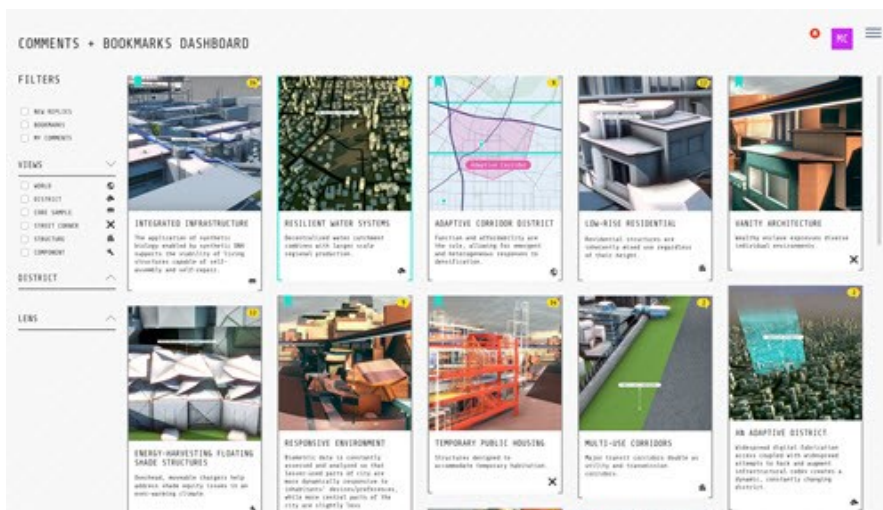 COMMENTS + BOOKMARKS DASHBOARD
MC
FILTERS
NEW REPLIES
BOOKMARKS
MY COMMENTS
VIEWS
WORLD
DISTRICT
CORE SAMPLE
STREET CORNER
STRUCTURE
COMPONENT
DISTRICT
LENS
INTEGRATED INFRASTRUCTURE
The application of synthetic
biology enabled by synthetic DNA
supports the viability of living
structures capable of self-
assembly and self-repair.
RESILIENT WATER SYSTEMS
Decentralized water catchment
combines with larger scale
regional production.
Adaptive Corridor
ADAPTIVE CORRIDOR DISTRICT
Function and affordability are
the rule, allowing for emergent
and heterogeneous responses to
densification.
LOW-RISE RESIDENTIAL
Residential structures are
inherently mixed use regardless
of their height.
VANITY ARCHITECTURE
Wealthy enclave expresses diverse
individual environments.
12
ENERGY-HARVESTING FLOATING
SHADE STRUCTURES
Overhead, moveable chargers help
address shade equity issues in an
ever-warming climate.
RESPONSIVE ENVIRONMENT
Biometric data is constantly
assessed and analyzed so that
lesser-used parts of city are
more dynamically responsive to
inhabitants' devices/preferences,
while more central parts of the
city are slightly less
TEMPORARY PUBLIC HOUSING
Structures designed to
accommodate temporary habitation.
2
MULTI-USE CORRIDORS
Major transit corridors double as
utility and transmission
corridors.
AN ADAPTIVE DISTRICT
Widespread digital fabrication
access coupled with widespread
attempts to hack and augment
infrastructural codes creates a
dynamic, constantly changing
district.